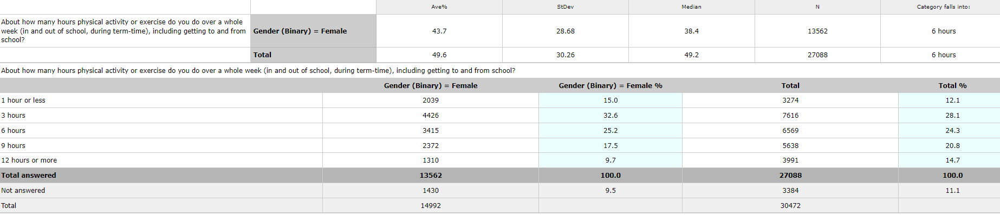 Ave% StDev Median N Category falls into:
About how many hours physical activity or exercise do you do over a whole
week (in and out of school, during term-time), including getting to and from
school?
Gender (Binary) = Female 43.7 28.68 38.4 13562 6 hours
Total 49.6 30.26 49.2 27088 6 hours
About how many hours physical activity or exercise do you do over a whole week (in and out of school, during term-time), including getting to and from school?
Gender (Binary) = Female Gender (Binary) = Female % Total Total %
1 hour or less 2039 15.0 3274 12.1
3 hours 4426 32.6 7616 28.1
6 hours 3415 25.2 6569 24.3
9 hours 2372 17.5 5638 20.8
12 hours or more 1310 9.7 3991 14.7
Total answered 13562 100.0 27088 100.0
Not answered 1430 9.5 3384 11.1
Total 14992 30472